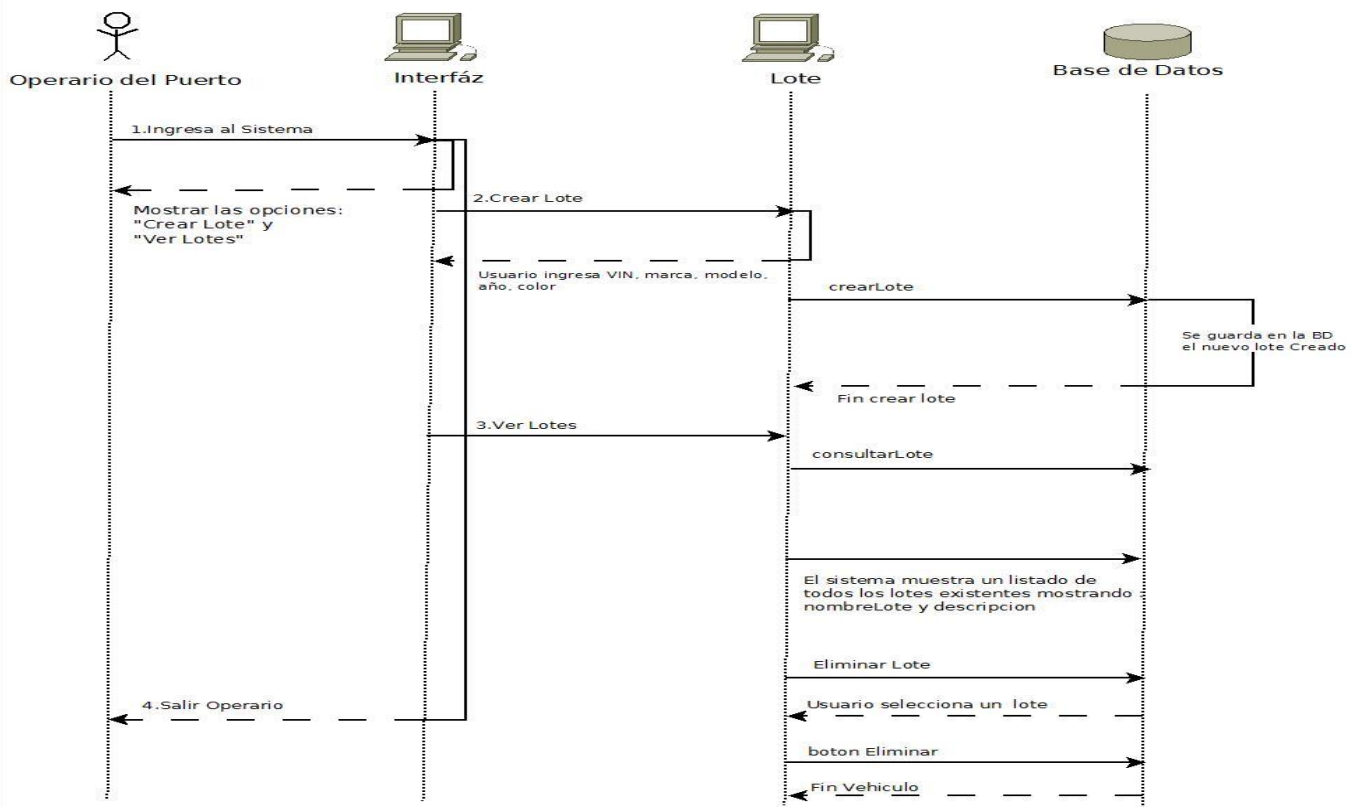 Operario del Puerto
Interfáz
Lote
Base de Datos
1.Ingresa al Sistema
Mostrar las opciones:
"Crear Lote" y
"Ver Lotes"
2.Crear Lote
Usuario ingresa VIN, marca, modelo,
año, color
crearLote
Se guarda en la BD
el nuevo lote Creado
Fin crear lote
3.Ver Lotes
consultarLote
El sistema muestra un listado de
todos los lotes existentes mostrando :
nombreLote y descripcion
Eliminar Lote
4.Salir Operario
Usuario selecciona un lote
boton Eliminar
Fin Vehiculo